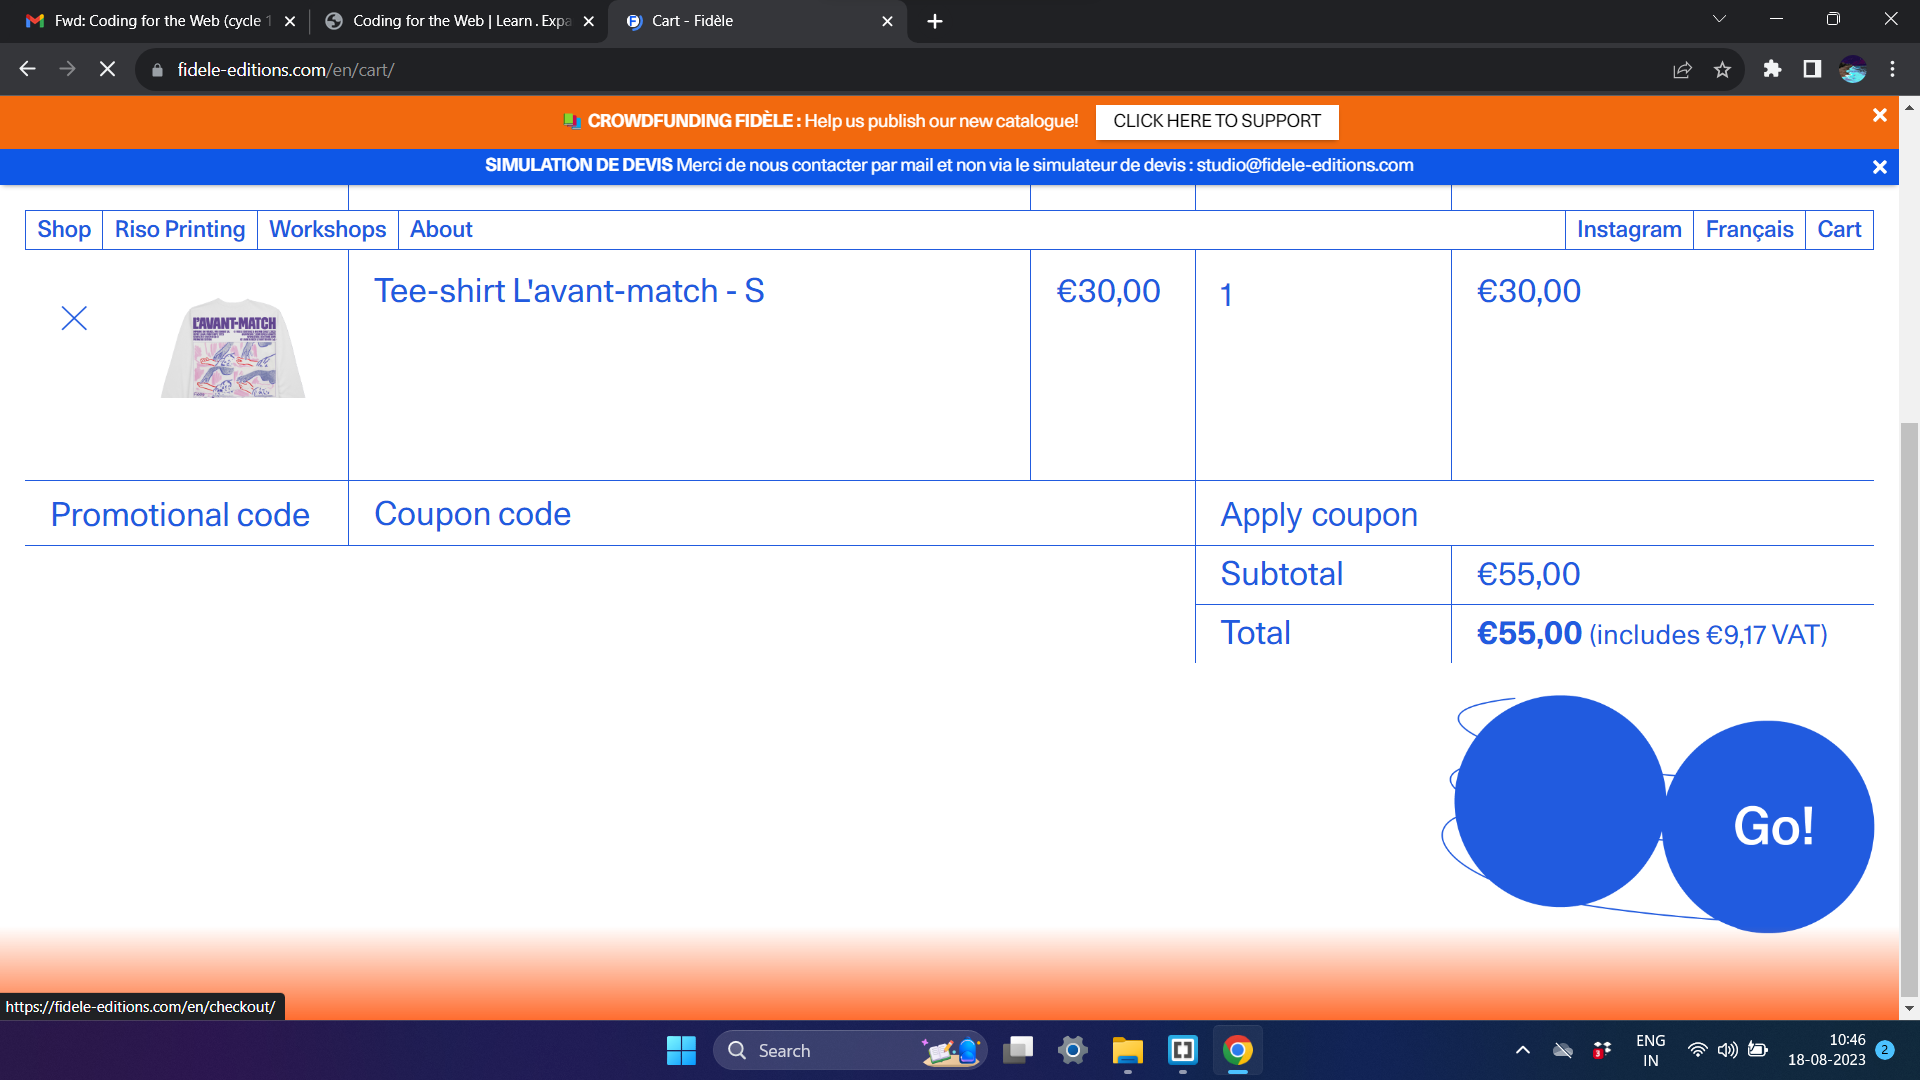 Fwd: Coding for the Web (cycle 1
Coding for the Web | Learn . Expa
Cart - Fidèle
fidele-editions.com/en/cart/
CROWDFUNDING FIDÈLE : Help us publish our new catalogue!
CLICK HERE TO SUPPORT
SIMULATION DE DEVIS Merci de nous contacter par mail et non via le simulateur de devis : studio@fidele-editions.com
Shop
Riso Printing
Workshops
About
Instagram
Français
Cart
L'AVANT-MATCH
Tee-shirt L'avant-match - S
€30,00
1
€30,00
Promotional code
Coupon code
Apply coupon
Subtotal
€55,00
Total
€55,00 (includes €9,17 VAT)
Go!
https://fidele-editions.com/en/checkout/
Search
3
ENG
IN
10:46
18-08-2023
2